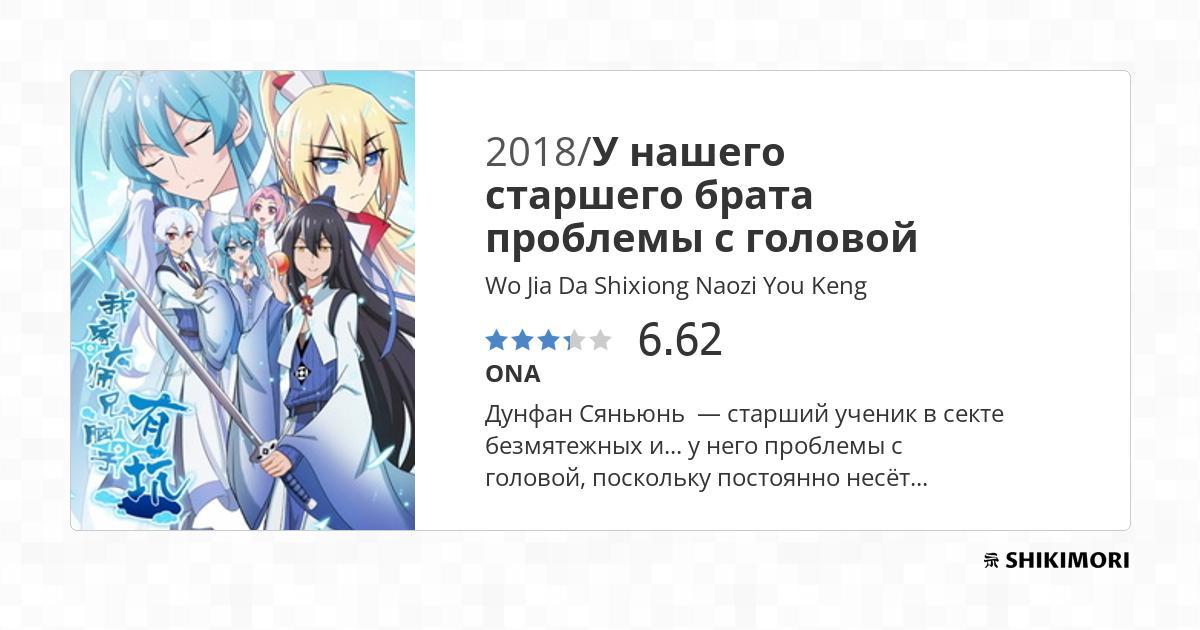 我家大师兄脑子
有坑
2018/У нашего
старшего брата
проблемы с головой
Wo Jia Da Shixiong Naozi You Keng
6.62
ONA
Дунфан Сяньюнь — старший ученик в секте
безмятежных и... у него проблемы с
головой, поскольку постоянно несёт...
SHIKIMORI